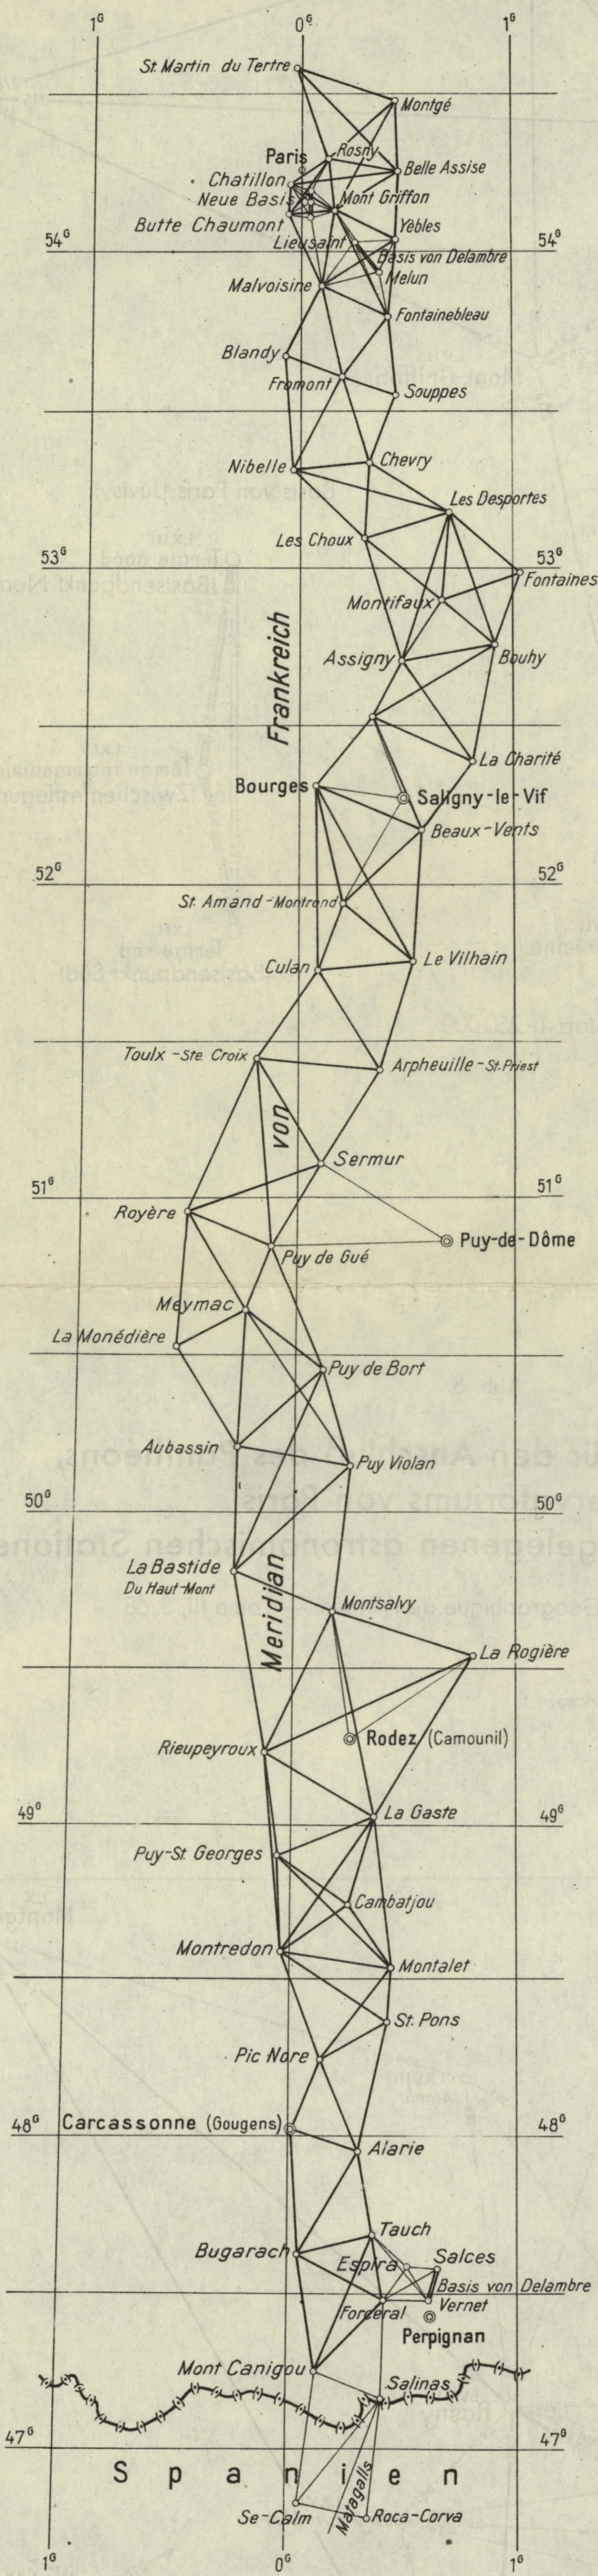 1ᴳ 0ᴳ 1ᴳ
St. Martin du Tertre
Montgé
Paris
Rosny
Belle Assise
Chatillon
Neue Basis
Mont Griffon
Butte Chaumont
Yèbles
54ᴳ
Lieusaint
54ᴳ
Basis von Delambre
Melun
Malvoisine
Fontainebleau
Blandy
Fromont
Souppes
Nibelle
Chevry
Les Desportes
Les Choux
53ᴳ
53ᴳ
Fontaines
Montifaux
Assigny
Bouhy
Frankreich
La Charité
Bourges
Saligny-le-Vif
Beaux-Vents
52ᴳ
52ᴳ
St. Amand-Montrond
Culan
Le Vilhain
Toulx-Ste. Croix
Arpheuille-St. Priest
von
Sermur
51ᴳ
51ᴳ
Royère
Puy-de-Dôme
Puy de Gué
Meymac
La Monédière
Puy de Bort
Aubassin
Puy Violan
50ᴳ
50ᴳ
La Bastide
Du Haut-Mont
Meridian
Montsalvy
La Rogière
Rieupeyroux
Rodez (Camounil)
49ᴳ
La Gaste
49ᴳ
Puy-St. Georges
Cambatjou
Montredon
Montalet
St. Pons
Pic Nore
48ᴳ
Carcassonne (Gougens)
48ᴳ
Alarie
Tauch
Bugarach
Espira
Salces
Basis von Delambre
Forceral
Vernet
Perpignan
Mont Canigou
Salinas
47ᴳ
47ᴳ
Spanien
Matagalls
Se-Calm
Roca-Corva
1ᴳ 0ᴳ 1ᴳ